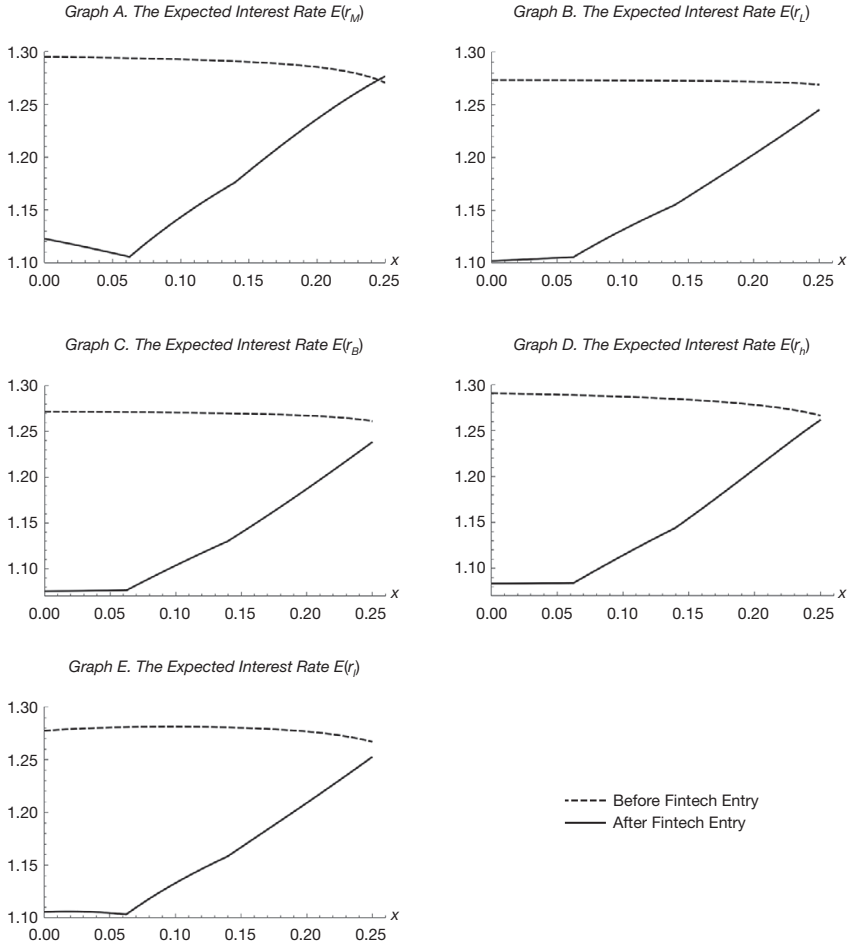 Graph A. The Expected Interest Rate E(r_M)
1.30
1.25
1.20
1.15
1.10
0.00 0.05 0.10 0.15 0.20 0.25
x
Graph B. The Expected Interest Rate E(r_L)
1.30
1.25
1.20
1.15
1.10
0.00 0.05 0.10 0.15 0.20 0.25
x
Graph C. The Expected Interest Rate E(r_B)
1.30
1.25
1.20
1.15
1.10
0.00 0.05 0.10 0.15 0.20 0.25
x
Graph D. The Expected Interest Rate E(r_h)
1.30
1.25
1.20
1.15
1.10
0.00 0.05 0.10 0.15 0.20 0.25
x
Graph E. The Expected Interest Rate E(r_l)
1.30
1.25
1.20
1.15
1.10
0.00 0.05 0.10 0.15 0.20 0.25
x
Before Fintech Entry
After Fintech Entry